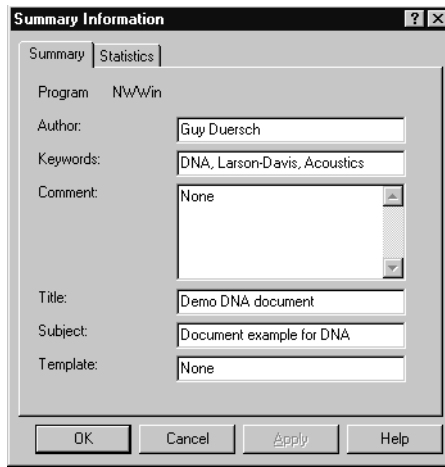 Summary Information
Summary Statistics
Program NWWin
Author: Guy Duersch
Keywords: DNA, Larson-Davis, Acoustics
Comment: None
Title: Demo DNA document
Subject: Document example for DNA
Template: None
OK Cancel Apply Help